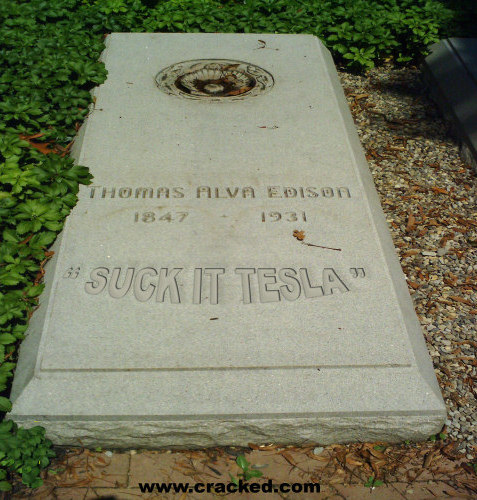 THOMAS ALVA EDISON
1847 - 1931
"SUCK IT TESLA"
www.cracked.com